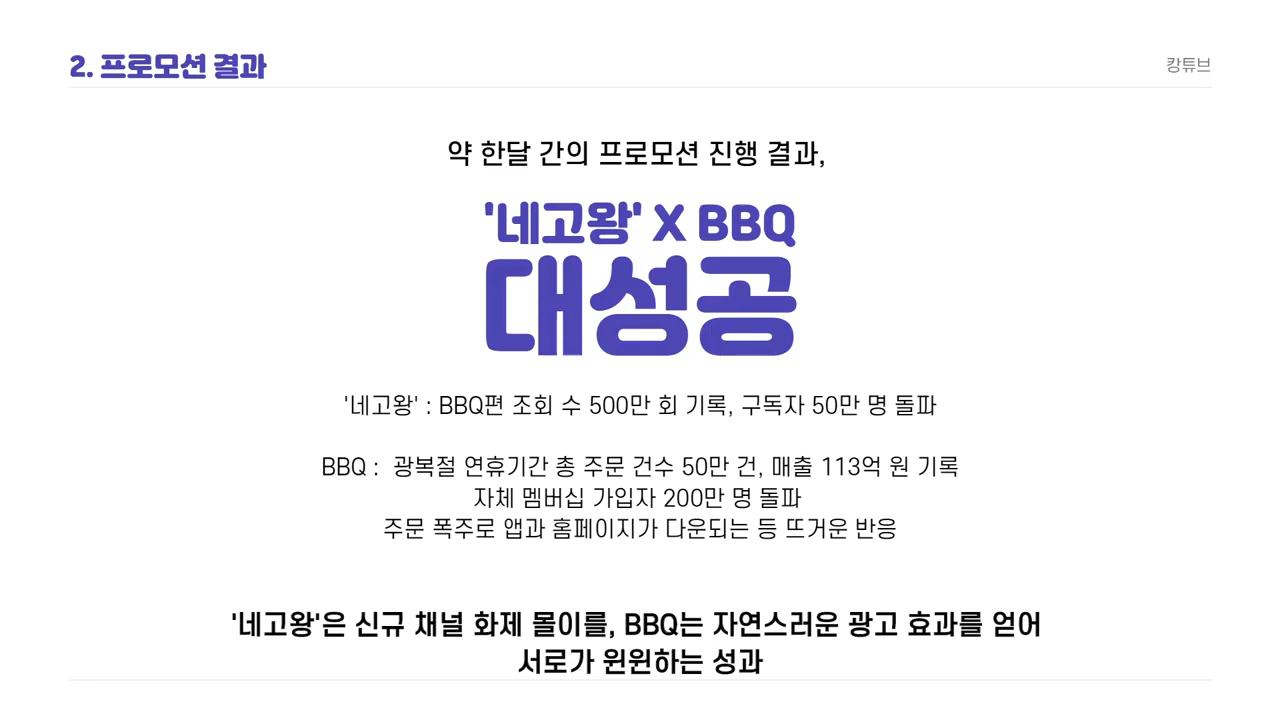 2. 프로모션 결과
캉튜브
약 한달 간의 프로모션 진행 결과,
'네고왕' X BBQ
대성공
'네고왕' : BBQ편 조회 수 500만 회 기록, 구독자 50만 명 돌파
BBQ : 광복절 연휴기간 총 주문 건수 50만 건, 매출 113억 원 기록
자체 멤버십 가입자 200만 명 돌파
주문 폭주로 앱과 홈페이지가 다운되는 등 뜨거운 반응
'네고왕'은 신규 채널 화제 몰이를, BBQ는 자연스러운 광고 효과를 얻어
서로가 윈윈하는 성과